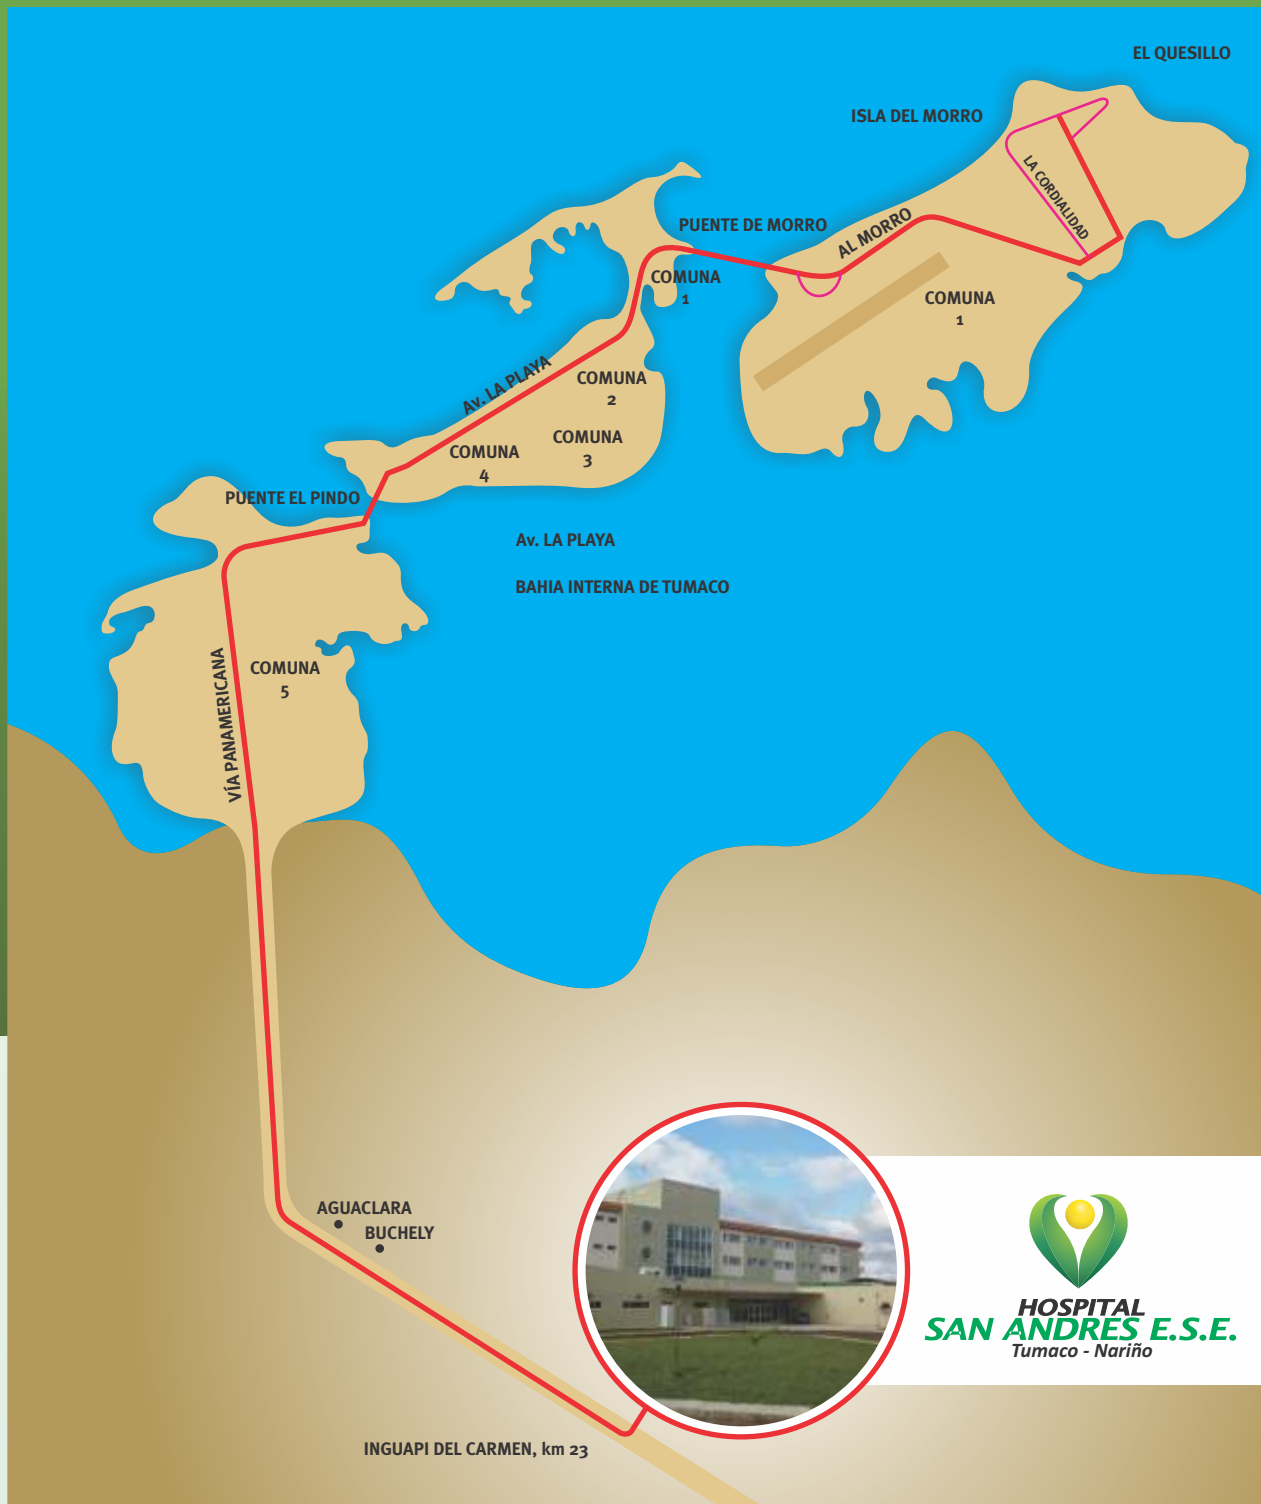 EL QUESILLO
ISLA DEL MORRO
LA CORDIALIDAD
PUENTE DE MORRO
AL MORRO
COMUNA
1
COMUNA
1
Av. LA PLAYA
COMUNA
2
COMUNA
3
COMUNA
4
PUENTE EL PINDO
Av. LA PLAYA
BAHIA INTERNA DE TUMACO
VÍA PANAMERICANA
COMUNA
5
AGUACLARA
BUCHELY
HOSPITAL
SAN ANDRES E.S.E.
Tumaco - Nariño
INGUAPI DEL CARMEN, km 23